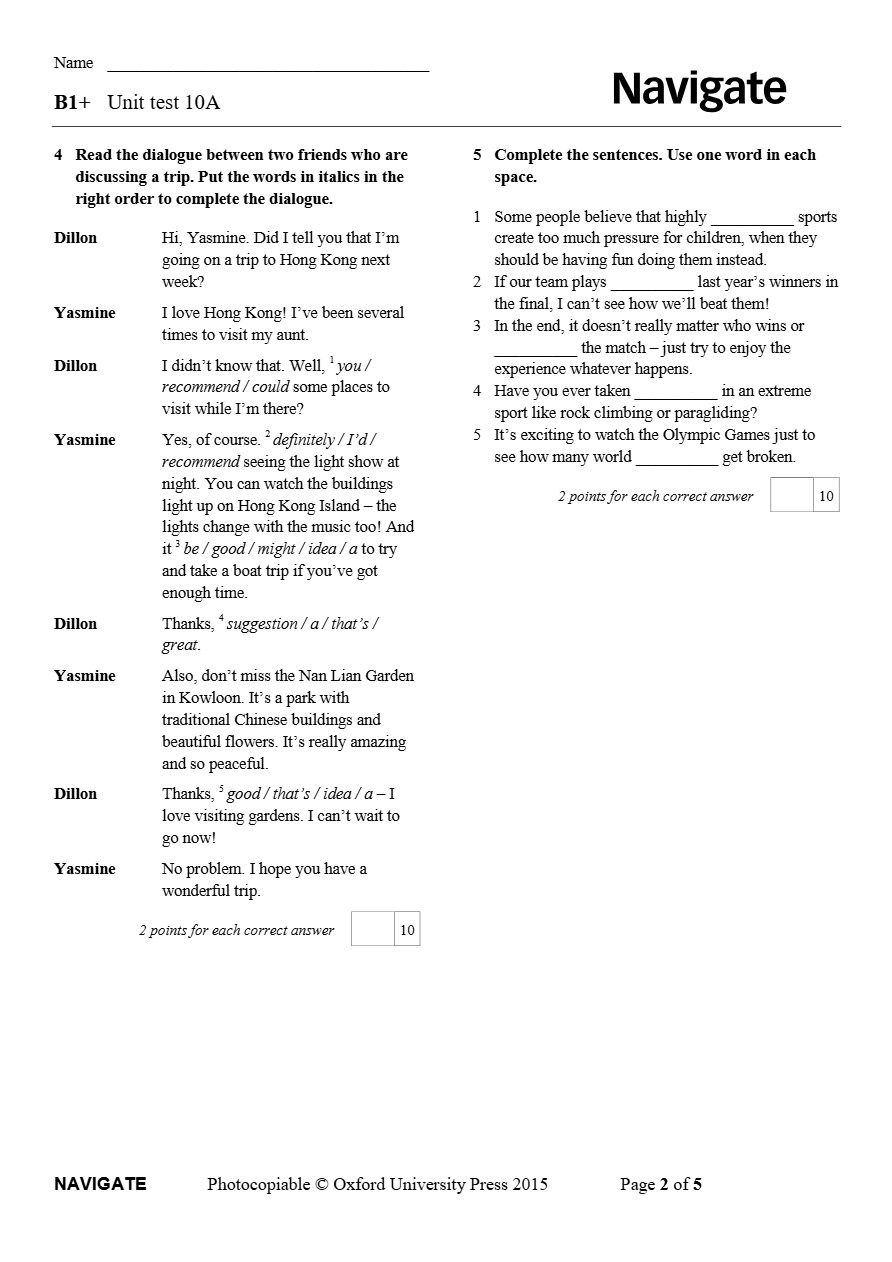 Name ____________________
B1+ Unit test 10A
Navigate
4 Read the dialogue between two friends who are
discussing a trip. Put the words in italics in the
right order to complete the dialogue.
Dillon Hi, Yasmine. Did I tell you that I’m
going on a trip to Hong Kong next
week?
Yasmine I love Hong Kong! I’ve been several
times to visit my aunt.
Dillon I didn’t know that. Well, 1 you /
recommend / could some places to
visit while I’m there?
Yasmine Yes, of course. 2 definitely / I’d /
recommend seeing the light show at
night. You can watch the buildings
light up on Hong Kong Island – the
lights change with the music too! And
it 3 be / good / might / idea / a to try
and take a boat trip if you’ve got
enough time.
Dillon Thanks, 4 suggestion / a / that’s /
great.
Yasmine Also, don’t miss the Nan Lian Garden
in Kowloon. It’s a park with
traditional Chinese buildings and
beautiful flowers. It’s really amazing
and so peaceful.
Dillon Thanks, 5 good / that’s / idea / a – I
love visiting gardens. I can’t wait to
go now!
Yasmine No problem. I hope you have a
wonderful trip.
2 points for each correct answer 10
5 Complete the sentences. Use one word in each
space.
1 Some people believe that highly __________ sports
create too much pressure for children, when they
should be having fun doing them instead.
2 If our team plays __________ last year’s winners in
the final, I can’t see how we’ll beat them!
3 In the end, it doesn’t really matter who wins or
__________ the match – just try to enjoy the
experience whatever happens.
4 Have you ever taken __________ in an extreme
sport like rock climbing or paragliding?
5 It’s exciting to watch the Olympic Games just to
see how many world __________ get broken.
2 points for each correct answer 10
NAVIGATE Photocopiable © Oxford University Press 2015 Page 2 of 5